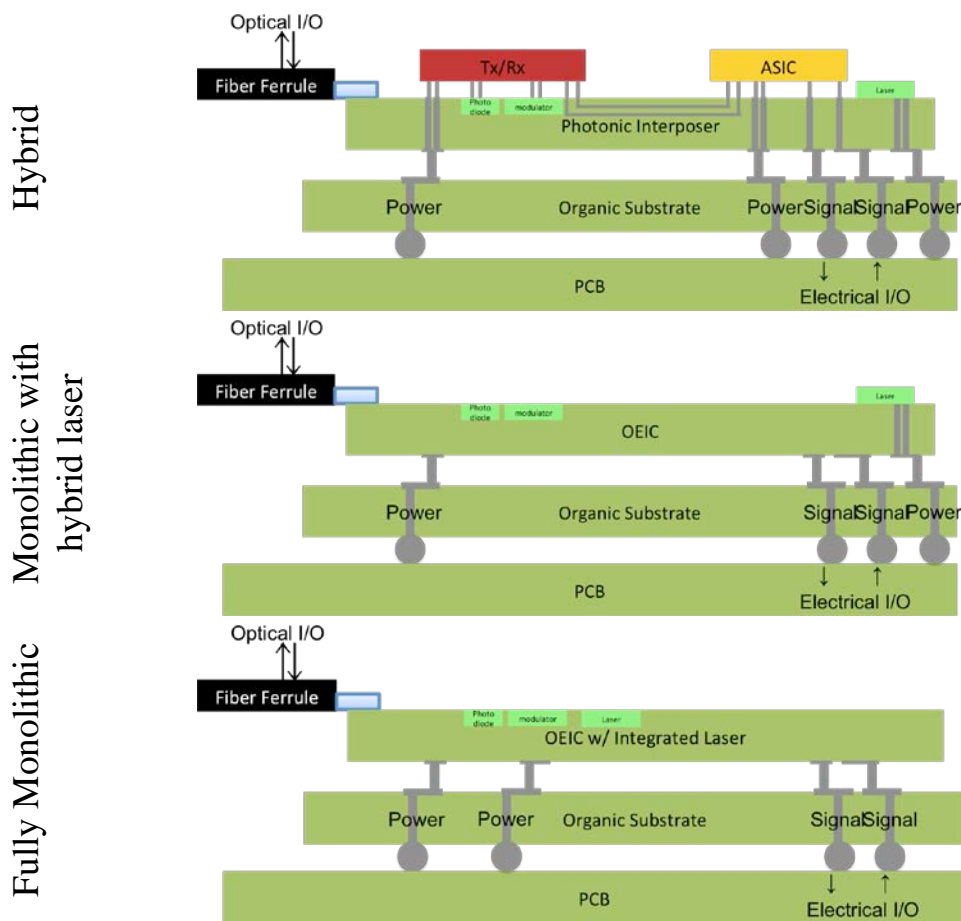 Hybrid
Optical I/O
Fiber Ferrule
Tx/Rx
ASIC
Photo
diode
modulator
Laser
Photonic Interposer
Power
Organic Substrate
Power
Signal
Signal
Power
PCB
↓ ↑
Electrical I/O
Monolithic with
hybrid laser
Optical I/O
Fiber Ferrule
Photo
diode
modulator
Laser
OEIC
Power
Organic Substrate
Signal
Signal
Power
PCB
↓ ↑
Electrical I/O
Fully Monolithic
Optical I/O
Fiber Ferrule
Photo
diode
modulator
Laser
OEIC w/ Integrated Laser
Power
Power
Organic Substrate
Signal
Signal
PCB
↓ ↑
Electrical I/O